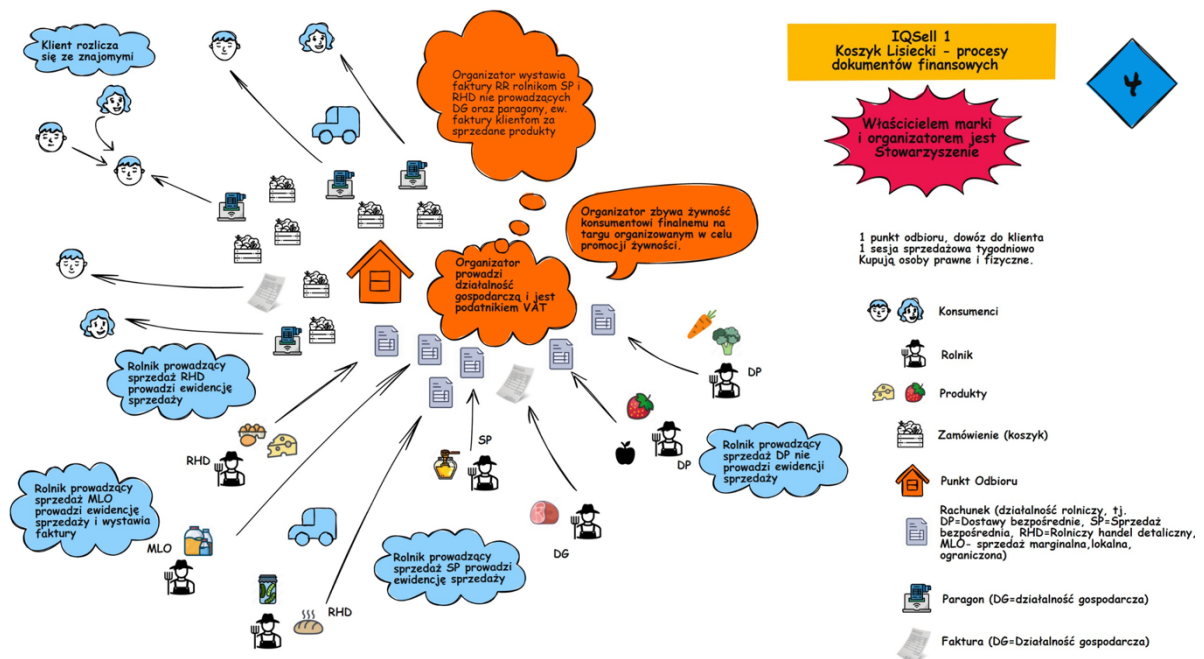 Klient rozlicza
się ze znajomymi
Organizator wystawia
faktury RR rolnikom SP i
RHD nie prowadzących
DG oraz paragony, ew.
faktury klientom za
sprzedane produkty
IQSell 1
Koszyk Lisiecki - procesy
dokumentów finansowych
4
Właścicielem marki
i organizatorem jest
Stowarzyszenie
Organizator zbywa żywność
konsumentowi finalnemu na
targu organizowanym w celu
promocji żywności.
1 punkt odbioru, dowóz do klienta
1 sesja sprzedażowa tygodniowo
Kupują osoby prawne i fizyczne.
Organizator
prowadzi
działalność
gospodarczą i jest
podatnikiem VAT
Konsumenci
Rolnik
Produkty
Zamówienie (koszyk)
Punkt Odbioru
Rachunek (działalność rolniczy, tj.
DP=Dostawy bezpośrednie, SP=Sprzedaż
bezpośrednia, RHD=Rolniczy handel detaliczny,
MLO- sprzedaż marginalna,lokalna,
ograniczona)
Paragon (DG=działalność gospodarcza)
Faktura (DG=Działalność gospodarcza)
Rolnik prowadzący
sprzedaż RHD
prowadzi ewidencję
sprzedaży
DP
RHD
SP
DP
Rolnik prowadzący
sprzedaż DP nie
prowadzi ewidencji
sprzedaży
Rolnik prowadzący
sprzedaż MLO
prowadzi ewidencję
sprzedaży i wystawia
faktury
MLO
DG
Rolnik prowadzący
sprzedaż SP prowadzi
ewidencję sprzedaży
RHD